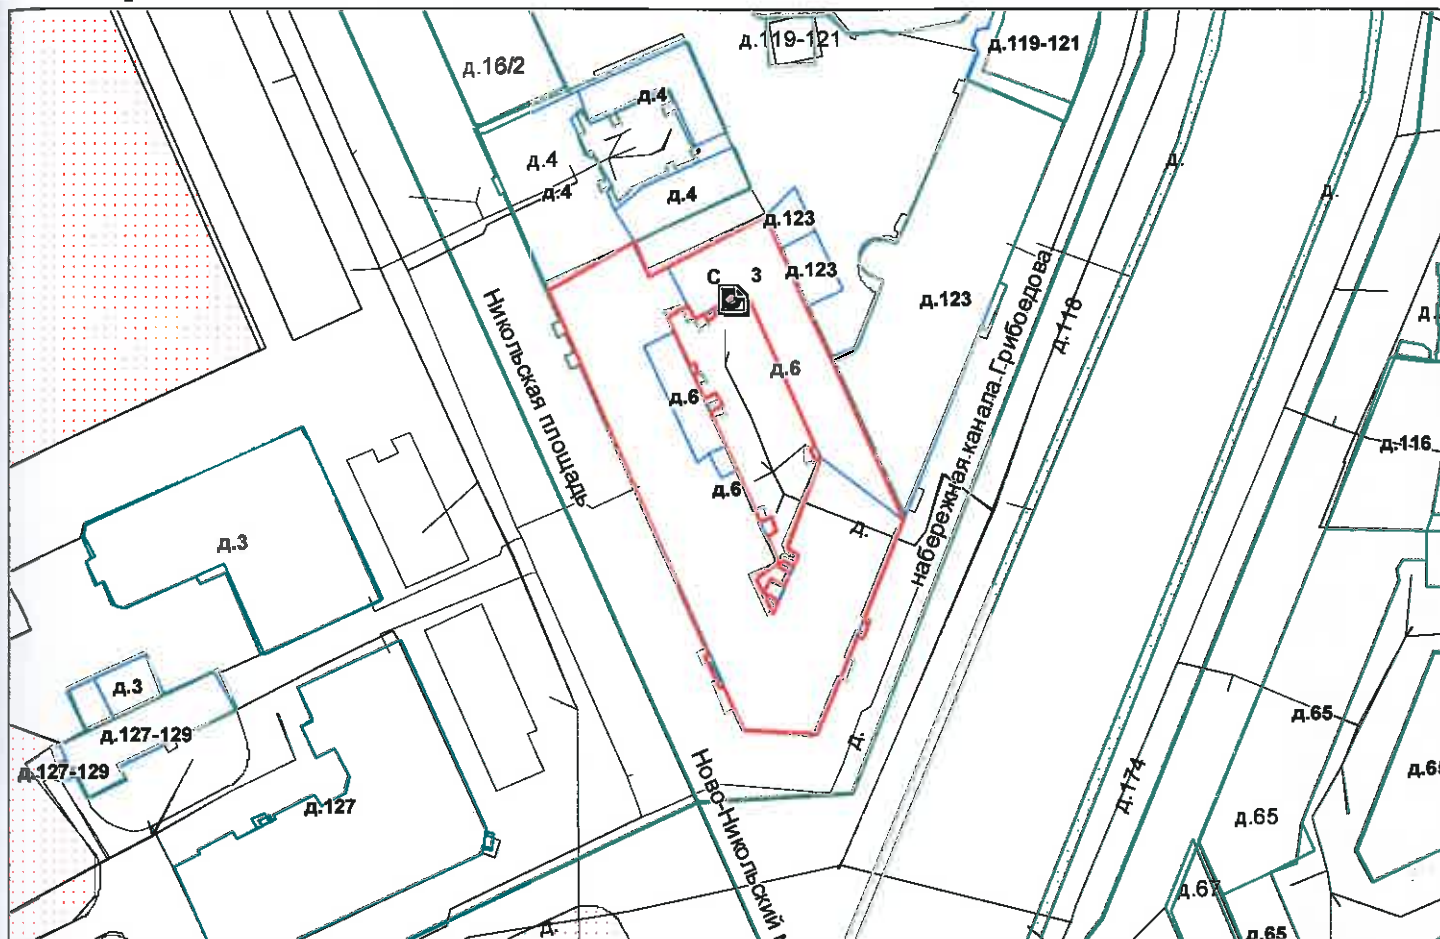 д.119-121
д.119-121
д.16/2
д.4
д.4
д.4
д.4
д.
д.
д.123
д.123
д.123
С 3
Никольская площадь
набережная канала Грибоедова
д.118
д.6
д.6
д.6
д.
д.
д.116
д.3
д.
д.3
д.127-129
д.127-129
д.127
Ново-Никольский
д.174
д.65
д.65
д.65
д.67
д.
д.65